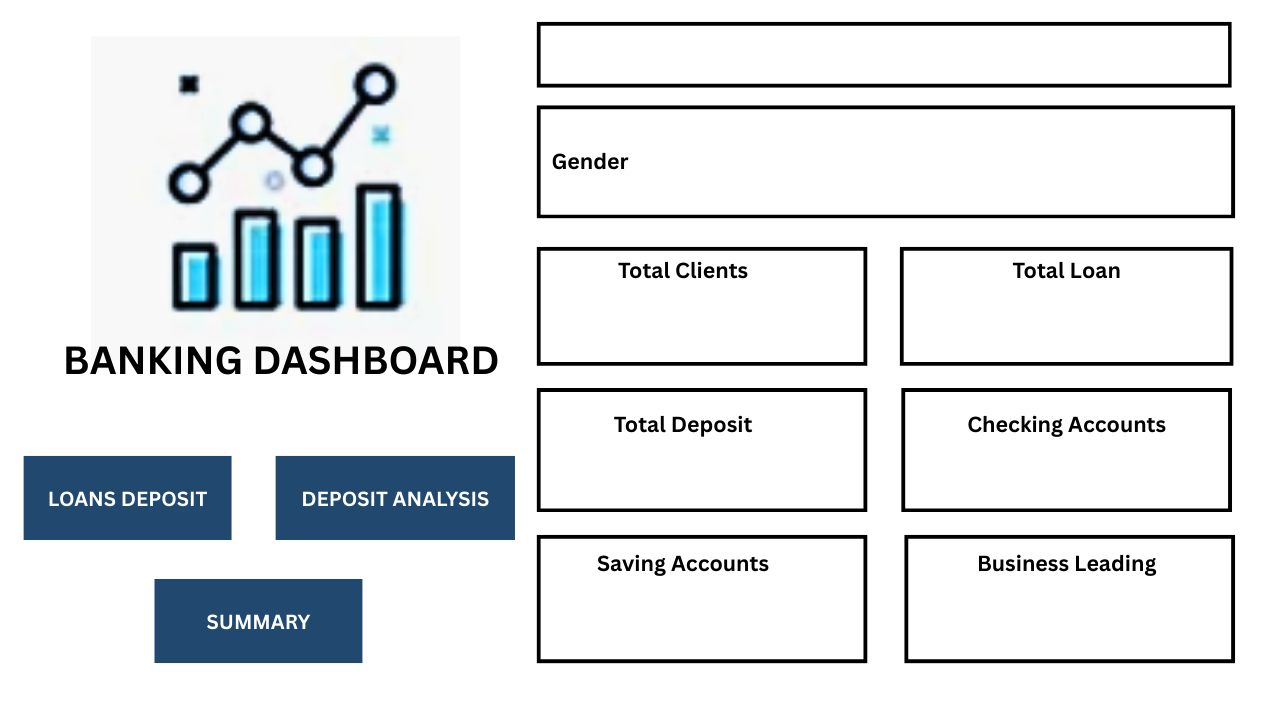 BANKING DASHBOARD
LOANS DEPOSIT
DEPOSIT ANALYSIS
SUMMARY
Gender
Total Clients
Total Loan
Total Deposit
Checking Accounts
Saving Accounts
Business Leading